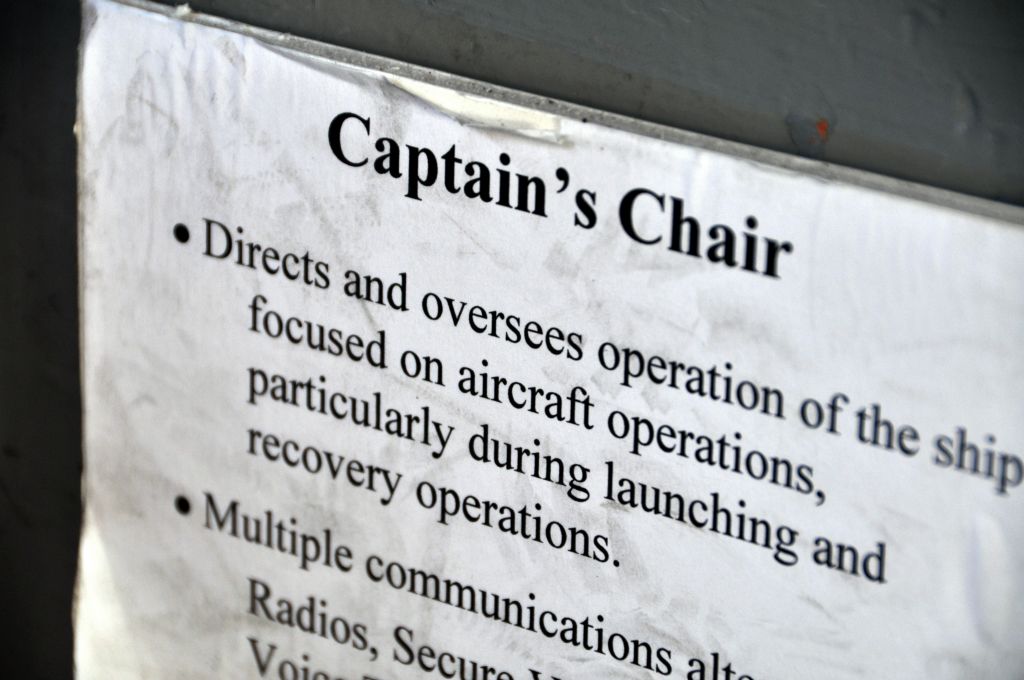 Captain's Chair
• Directs and oversees operation of the ship
focused on aircraft operations,
particularly during launching and
recovery operations.
• Multiple communications
Radios, Secure